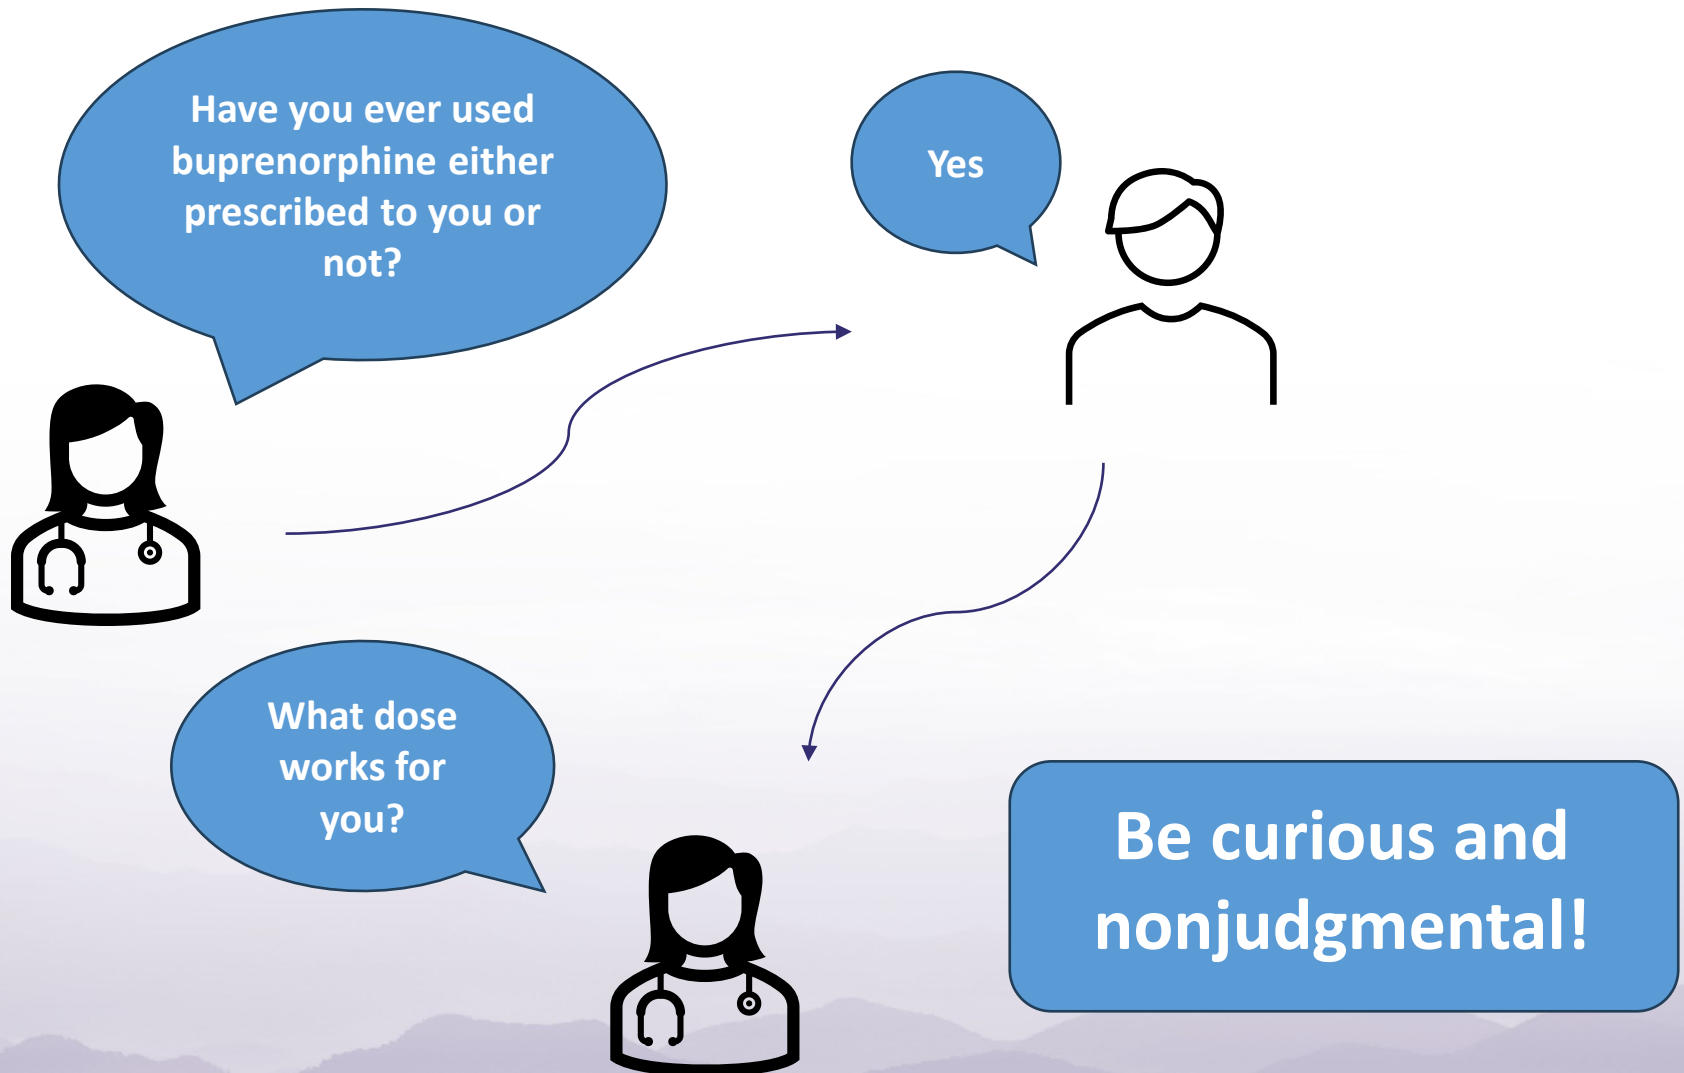 Have you ever used
buprenorphine either
prescribed to you or
not?
Yes
What dose
works for
you?
Be curious and
nonjudgmental!